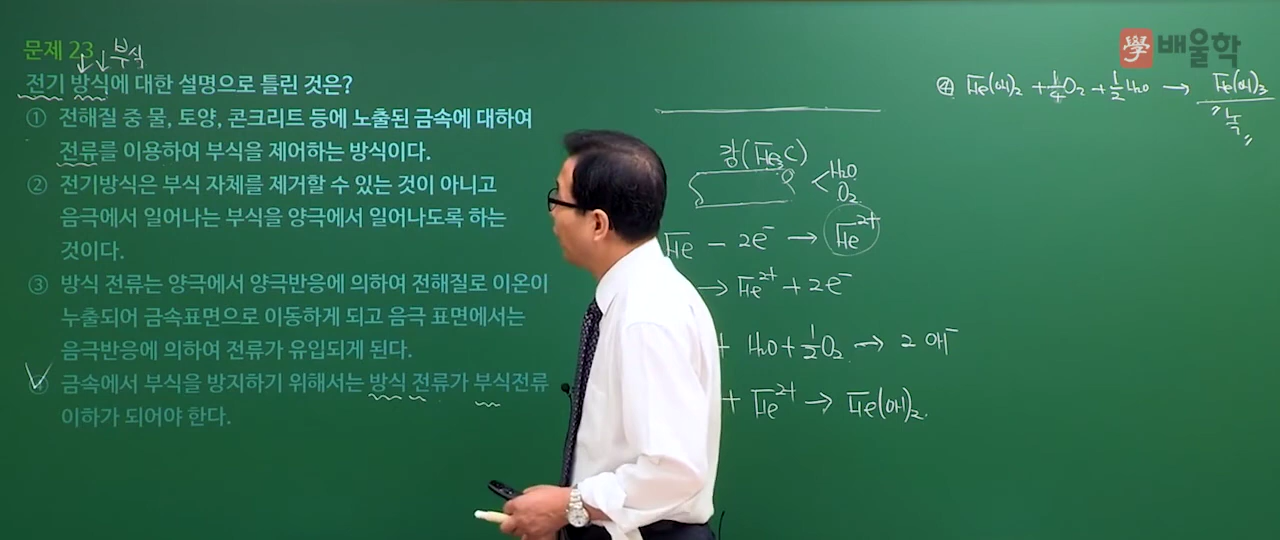 문제 23
부식
전기 방식에 대한 설명으로 틀린 것은?
① 전해질 중 물, 토양, 콘크리트 등에 노출된 금속에 대하여
전류를 이용하여 부식을 제어하는 방식이다.
② 전기방식은 부식 자체를 제거할 수 있는 것이 아니고
음극에서 일어나는 부식을 양극에서 일어나도록 하는
것이다.
③ 방식 전류는 양극에서 양극반응에 의하여 전해질로 이온이
누출되어 금속표면으로 이동하게 되고 음극 표면에서는
음극반응에 의하여 전류가 유입되게 된다.
금속에서 부식을 방지하기 위해서는 방식 전류가 부식전류
이하가 되어야 한다.
강(Fe₃C)
H₂O
O₂
Fe - 2e⁻ → Fe²⁺
→ Fe²⁺ + 2e⁻
+ H₂O + ½O₂ → 2OH⁻
+ Fe²⁺ → Fe(OH)₂.
學 배울학
④ Fe(OH)₂ + ¼O₂ + ½H₂O → Fe(OH)₃
"녹"